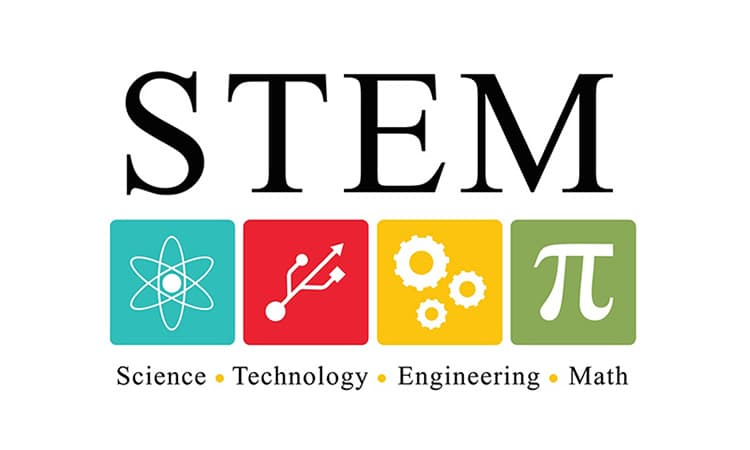 STEM
π
Science • Technology • Engineering • Math